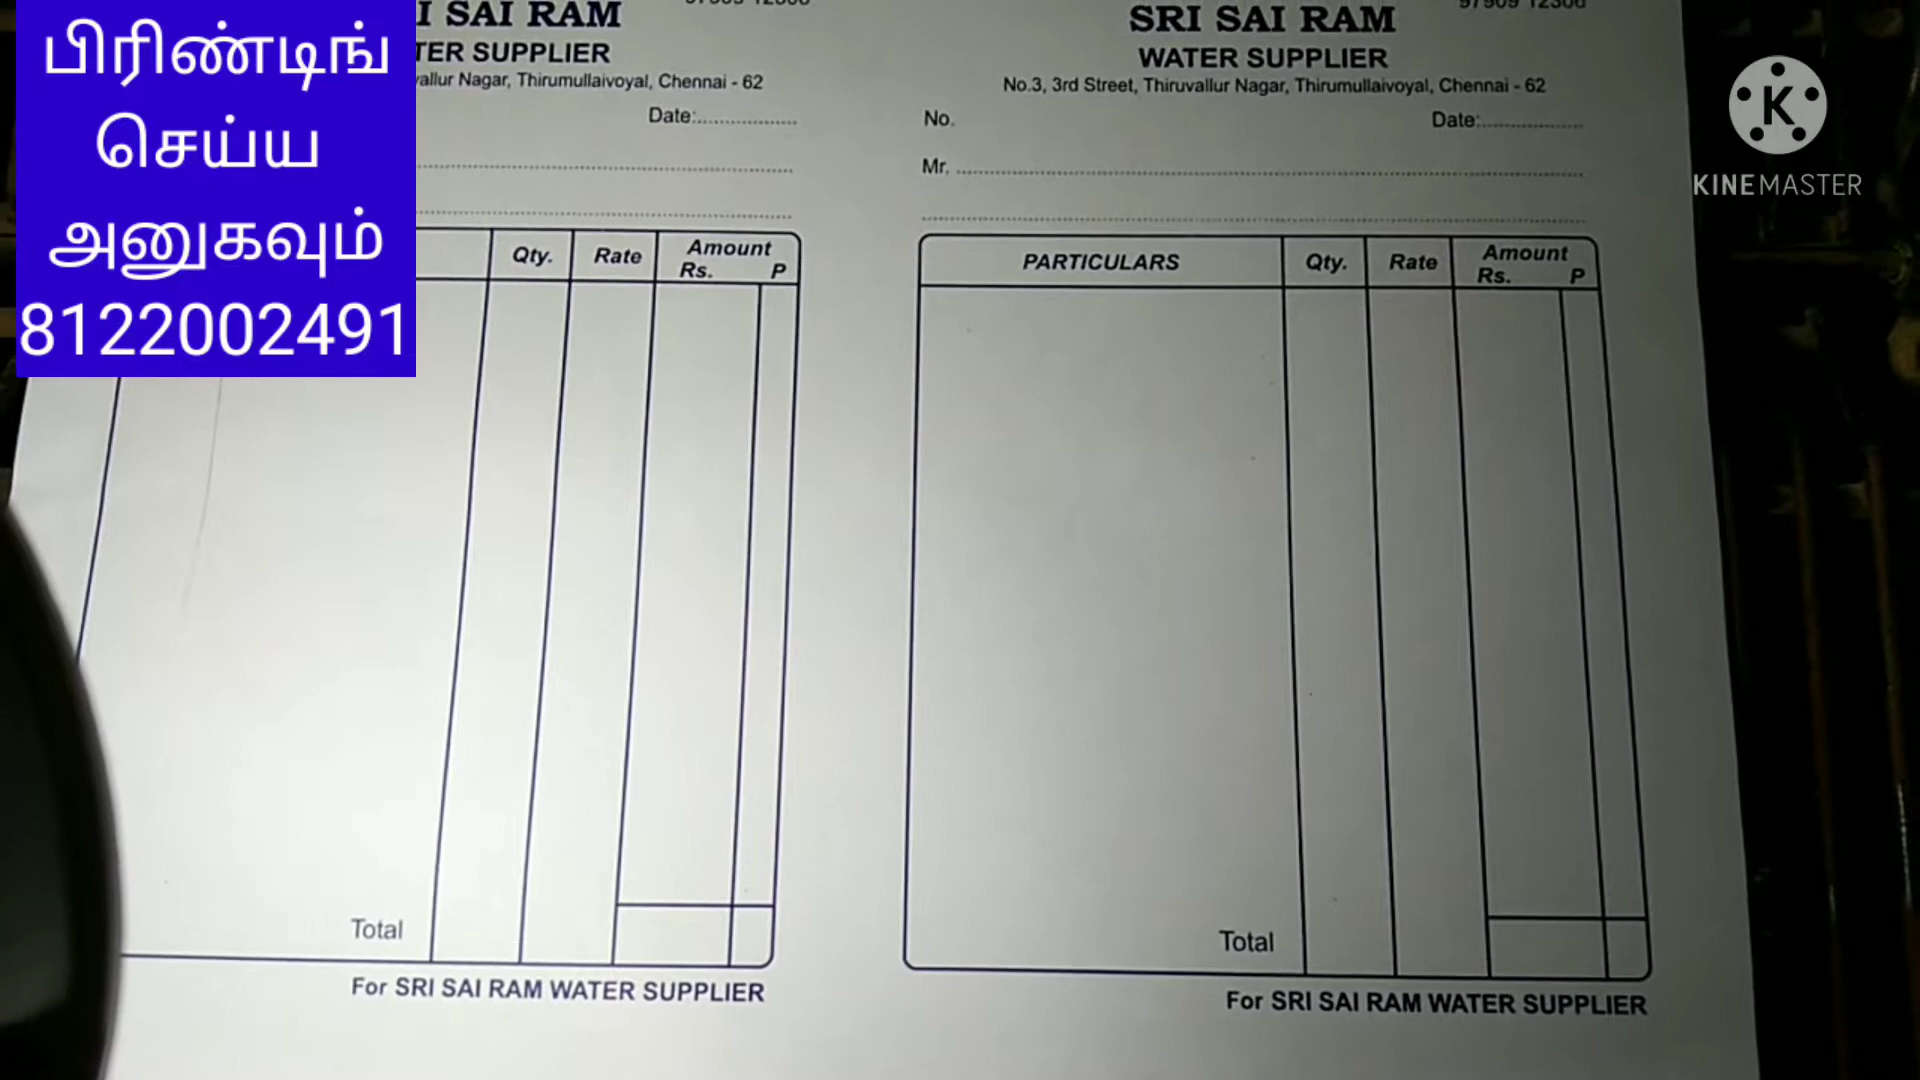 பிரிண்டிங்
செய்ய
அனுகவும்
8122002491
I SAI RAM
TER SUPPLIER
vallur Nagar, Thirumullaivoyal, Chennai - 62
Date:
Qty. Rate Amount
Rs. P
Total
For SRI SAI RAM WATER SUPPLIER
SRI SAI RAM
WATER SUPPLIER
No.3, 3rd Street, Thiruvallur Nagar, Thirumullaivoyal, Chennai - 62
No. Date:
Mr.
PARTICULARS Qty. Rate Amount
Rs. P
Total
For SRI SAI RAM WATER SUPPLIER
K
KINEMASTER